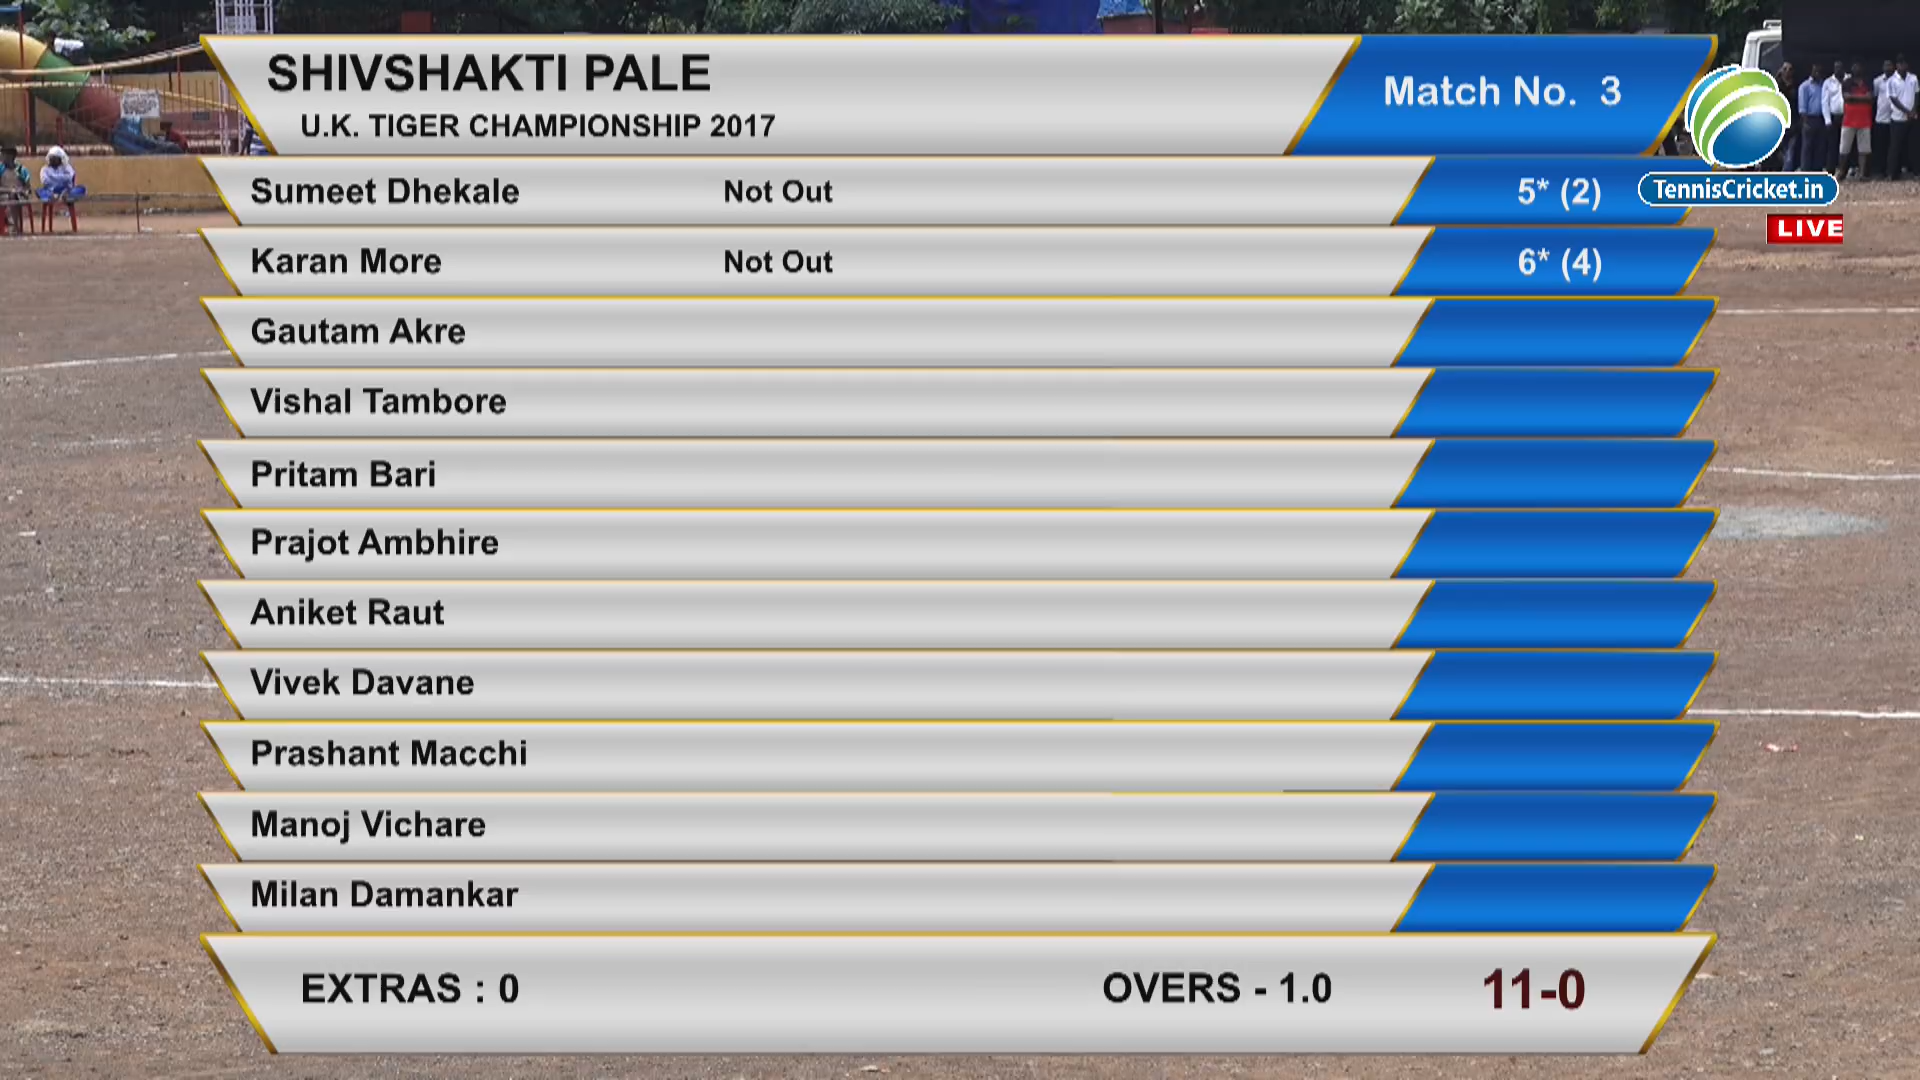 SHIVSHAKTI PALE
U.K. TIGER CHAMPIONSHIP 2017
Match No. 3
TennisCricket.in
LIVE
Sumeet Dhekale Not Out 5* (2)
Karan More Not Out 6* (4)
Gautam Akre
Vishal Tambore
Pritam Bari
Prajot Ambhire
Aniket Raut
Vivek Davane
Prashant Macchi
Manoj Vichare
Milan Damankar
EXTRAS : 0 OVERS - 1.0 11-0